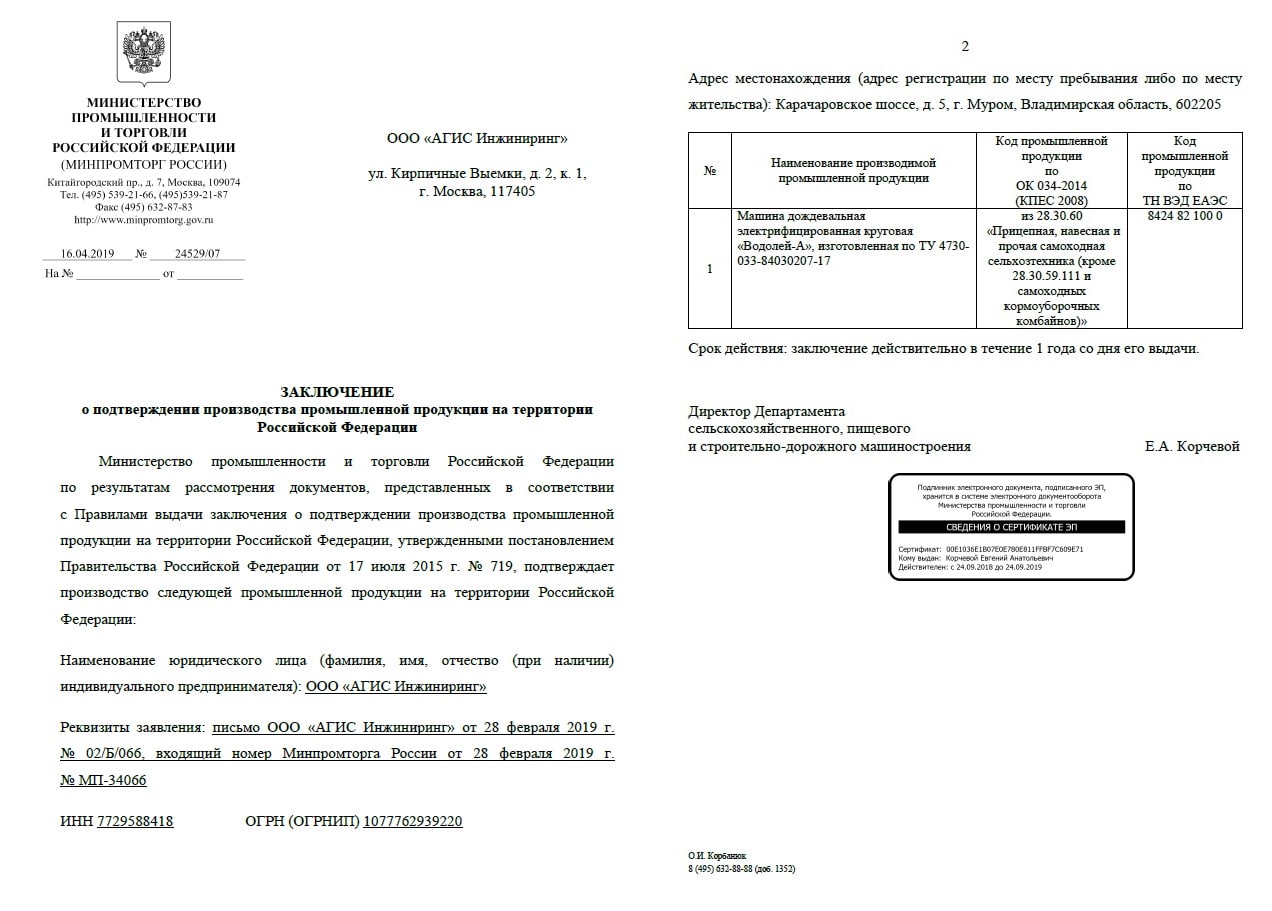 МИНИСТЕРСТВО
ПРОМЫШЛЕННОСТИ
И ТОРГОВЛИ
РОССИЙСКОЙ ФЕДЕРАЦИИ
(МИНПРОМТОРГ РОССИИ)
Китайгородский пр., д. 7, Москва, 109074
Тел. (495) 539-21-66, (495)539-21-87
Факс (495) 632-87-83
http://www.minpromtorg.gov.ru
16.04.2019 № 24529/07
На № от
ООО «АГИС Инжиниринг»
ул. Кирпичные Выемки, д. 2, к. 1,
г. Москва, 117405
ЗАКЛЮЧЕНИЕ
о подтверждении производства промышленной продукции на территории
Российской Федерации
Министерство промышленности и торговли Российской Федерации
по результатам рассмотрения документов, представленных в соответствии
с Правилами выдачи заключения о подтверждении производства промышленной
продукции на территории Российской Федерации, утвержденными постановлением
Правительства Российской Федерации от 17 июля 2015 г. № 719, подтверждает
производство следующей промышленной продукции на территории Российской
Федерации:
Наименование юридического лица (фамилия, имя, отчество (при наличии)
индивидуального предпринимателя): ООО «АГИС Инжиниринг»
Реквизиты заявления: письмо ООО «АГИС Инжиниринг» от 28 февраля 2019 г.
№ 02/Б/066, входящий номер Минпромторга России от 28 февраля 2019 г.
№ МП-34066
ИНН 7729588418 ОГРН (ОГРНИП) 1077762939220
2
Адрес местонахождения (адрес регистрации по месту пребывания либо по месту
жительства): Карачаровское шоссе, д. 5, г. Муром, Владимирская область, 602205
№
Наименование производимой
промышленной продукции
Код промышленной
продукции
по
ОК 034-2014
(КПЕС 2008)
Код
промышленной
продукции
по
ТН ВЭД ЕАЭС
1
Машина дождевальная
электрифицированная круговая
«Водолей-А», изготовленная по ТУ 4730-
033-84030207-17
из 28.30.60
«Прицепная, навесная и
прочая самоходная
сельхозтехника (кроме
28.30.59.111 и
самоходных
кормоуборочных
комбайнов)»
8424 82 100 0
Срок действия: заключение действительно в течение 1 года со дня его выдачи.
Директор Департамента
сельскохозяйственного, пищевого
и строительно-дорожного машиностроения Е.А. Корчевой
Подлинник электронного документа, подписанного ЭП,
хранится в системе электронного документооборота
Министерства промышленности и торговли
Российской Федерации.
СВЕДЕНИЯ О СЕРТИФИКАТЕ ЭП
Сертификат: 00E1036E1B07E0E780E811FFBF7C609E71
Кому выдан: Корчевой Евгений Анатольевич
Действителен: с 24.09.2018 до 24.09.2019
О.И. Корбанюк
8 (495) 632-88-88 (доб. 1352)